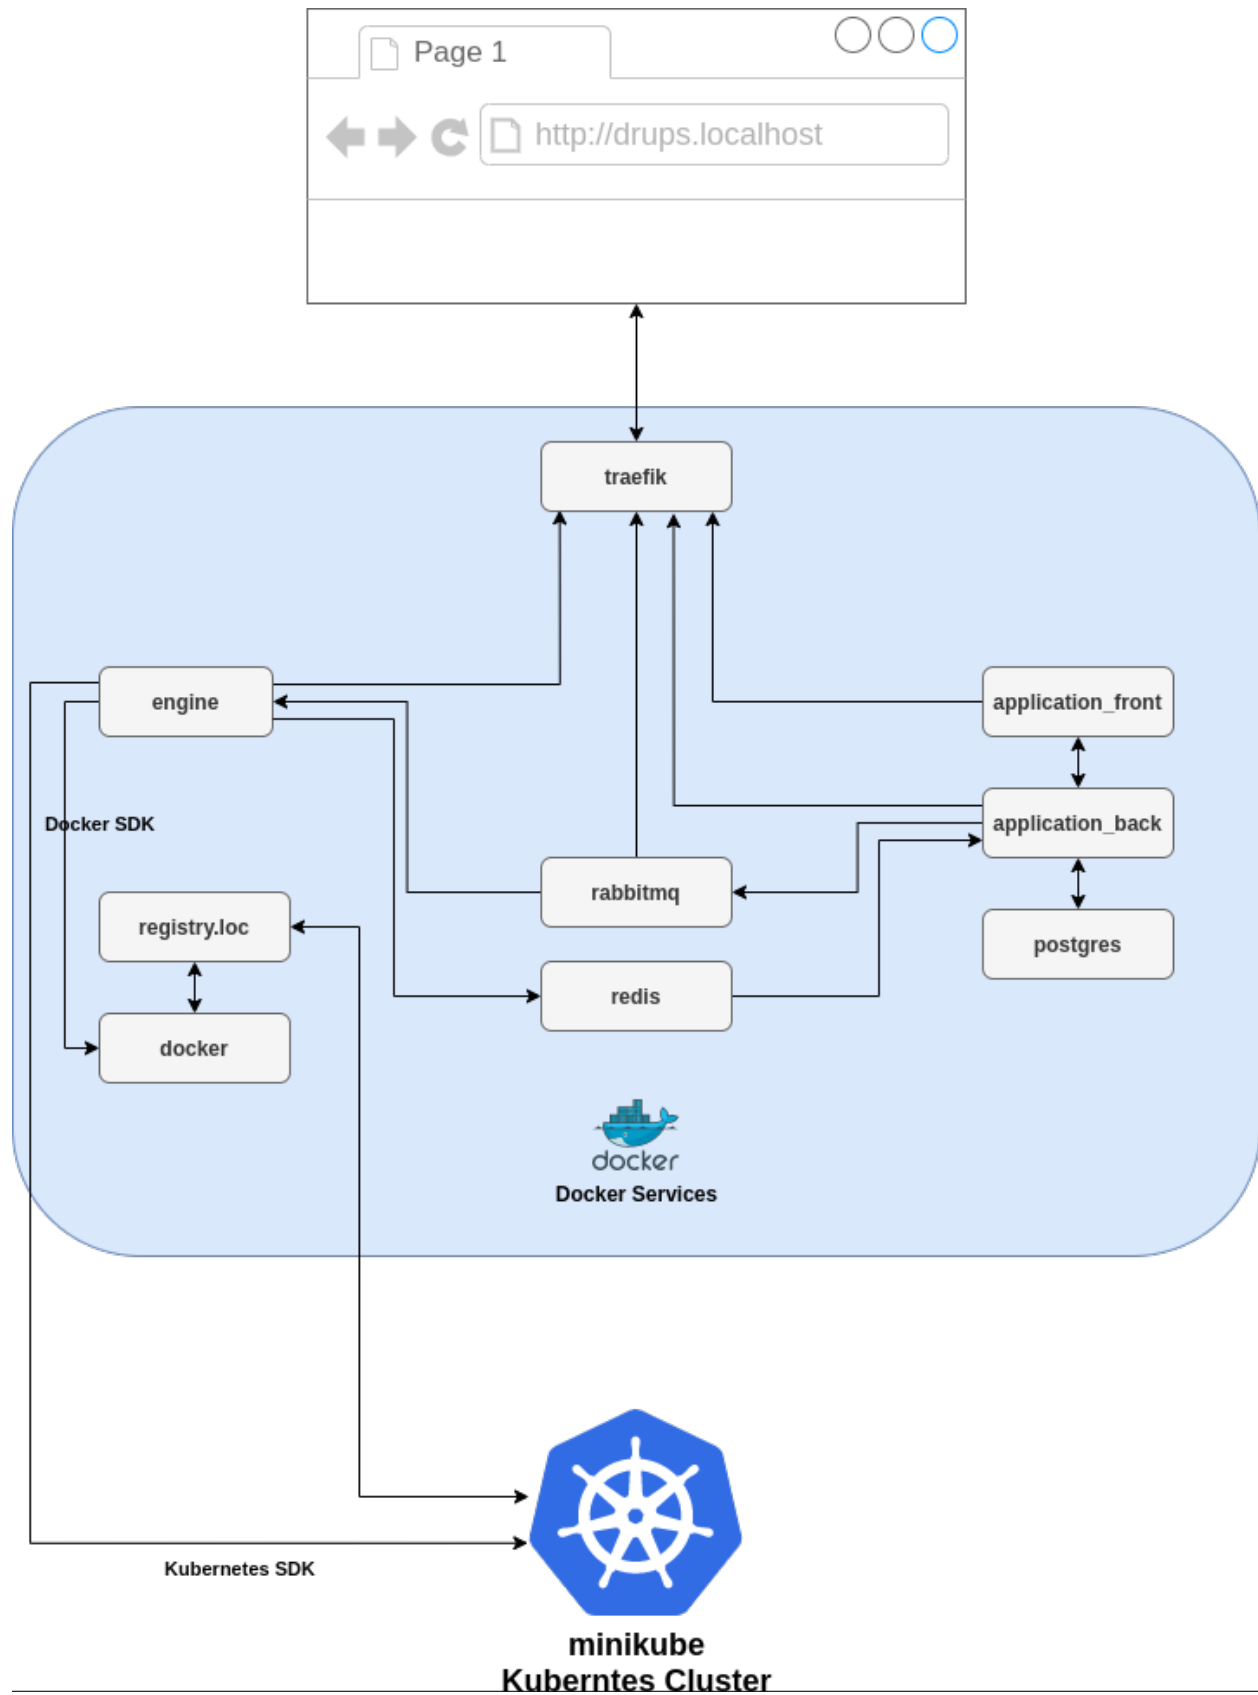 Page 1
http://drups.localhost
traefik
engine
application_front
Docker SDK
application_back
rabbitmq
registry.loc
postgres
redis
docker
docker
Docker Services
Kubernetes SDK
minikube
Kuberntes Cluster